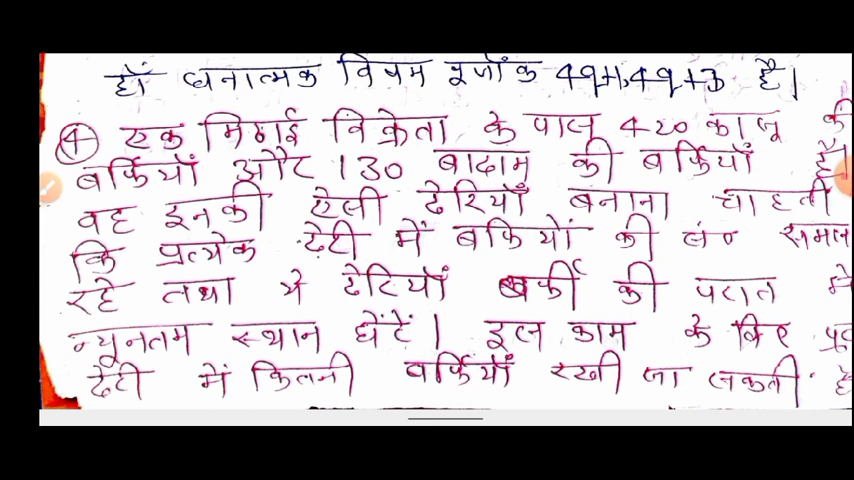 हों धनात्मक विषम पूर्णांक 4q+1, 4q+3 है।
④ एक मिठाई विक्रेता के पास 420 काजू की
बर्फियाँ और 130 बादाम की बर्फियाँ है।
वह इनकी ऐसी ढेरियाँ बनाना चाहती
कि प्रत्येक ढेरी में बर्फियों की सं० समान
रहे तथा ये ढेरियाँ बर्फी की परात मे
न्यूनतम स्थान घेरें। इस काम के लिए
ढेरी में कितनी बर्फियाँ रखी जा सकती है